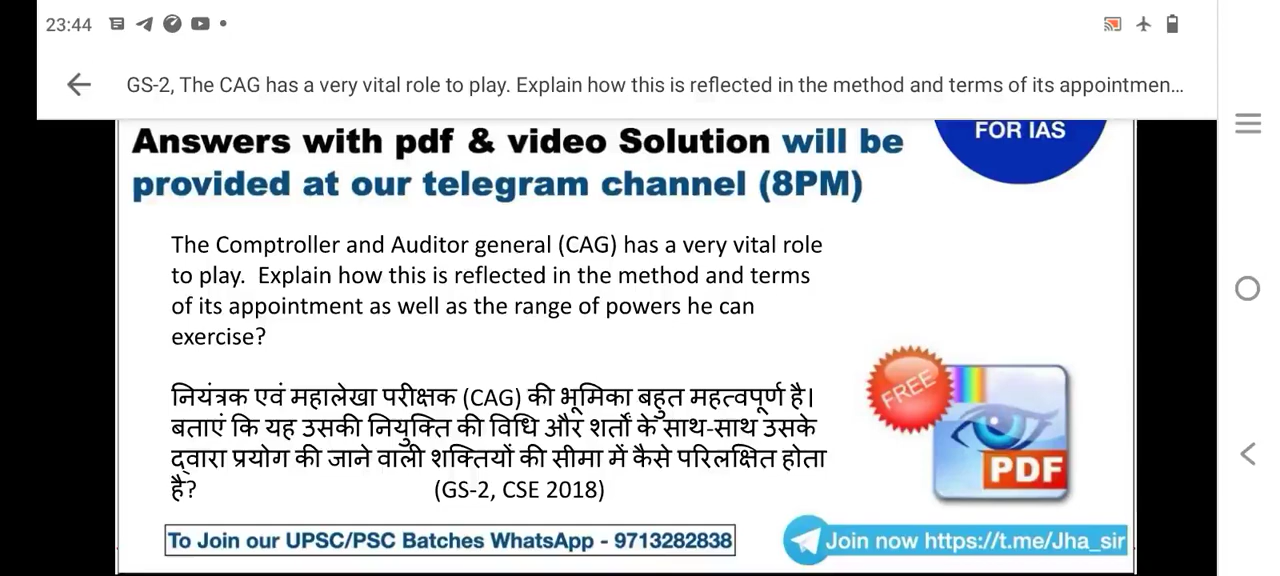 23:44
GS-2, The CAG has a very vital role to play. Explain how this is reflected in the method and terms of its appointmen...
FOR IAS
Answers with pdf & video Solution will be
provided at our telegram channel (8PM)
The Comptroller and Auditor general (CAG) has a very vital role
to play. Explain how this is reflected in the method and terms
of its appointment as well as the range of powers he can
exercise?
नियंत्रक एवं महालेखा परीक्षक (CAG) की भूमिका बहुत महत्वपूर्ण है।
बताएं कि यह उसकी नियुक्ति की विधि और शर्तों के साथ-साथ उसके
द्वारा प्रयोग की जाने वाली शक्तियों की सीमा में कैसे परिलक्षित होता
है? (GS-2, CSE 2018)
FREE
PDF
To Join our UPSC/PSC Batches WhatsApp - 9713282838
Join now https://t.me/Jha_sir